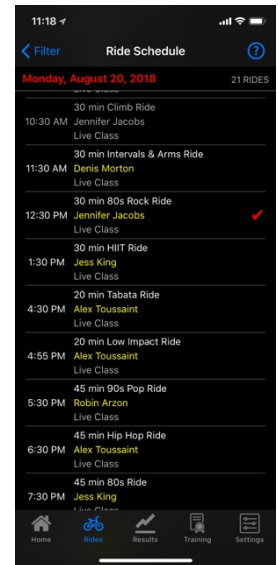 11:18
Filter
Ride Schedule
?
Monday, August 20, 2018
21 RIDES
Live Class
30 min Climb Ride
10:30 AM Jennifer Jacobs
Live Class
30 min Intervals & Arms Ride
11:30 AM Denis Morton
Live Class
30 min 80s Rock Ride
12:30 PM Jennifer Jacobs
Live Class
30 min HIIT Ride
1:30 PM Jess King
Live Class
20 min Tabata Ride
4:30 PM Alex Toussaint
Live Class
20 min Low Impact Ride
4:55 PM Alex Toussaint
Live Class
45 min 90s Pop Ride
5:30 PM Robin Arzon
Live Class
45 min Hip Hop Ride
6:30 PM Alex Toussaint
Live Class
45 min 80s Ride
7:30 PM Jess King
Live Class
Home Rides Results Training Settings